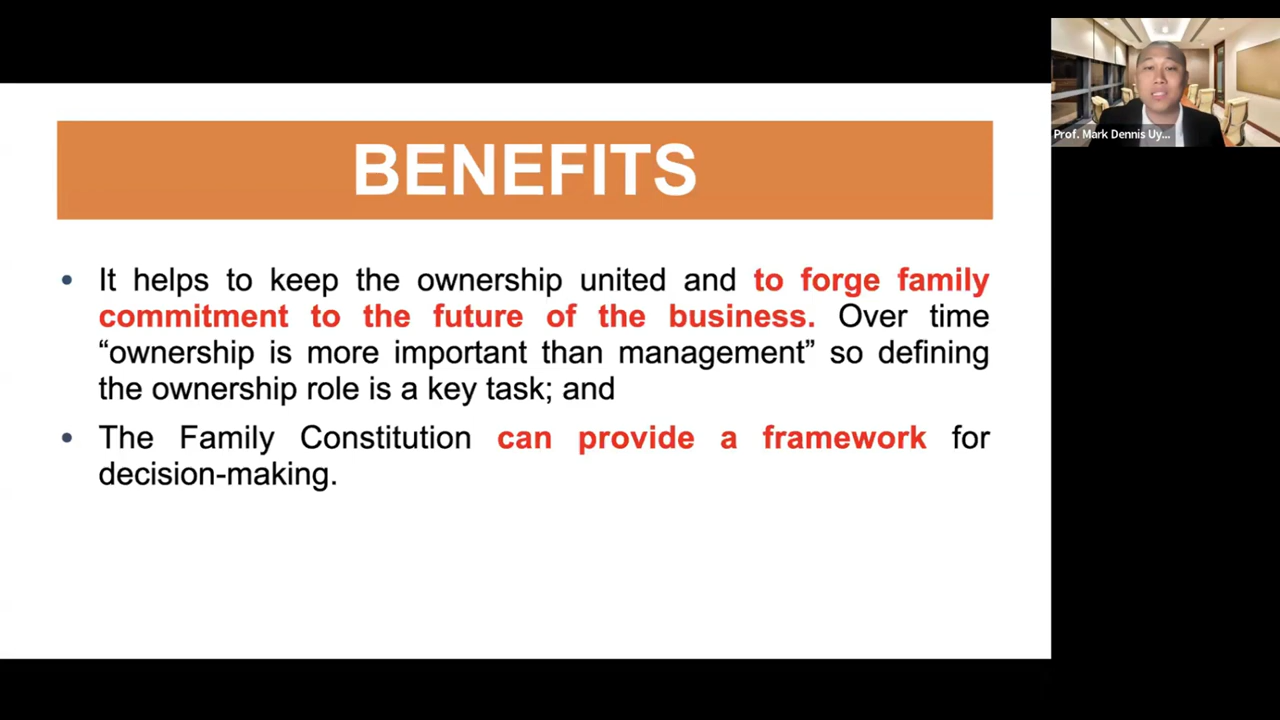 BENEFITS
• It helps to keep the ownership united and to forge family
commitment to the future of the business. Over time
“ownership is more important than management” so defining
the ownership role is a key task; and
• The Family Constitution can provide a framework for
decision-making.
Prof. Mark Dennis Uy...